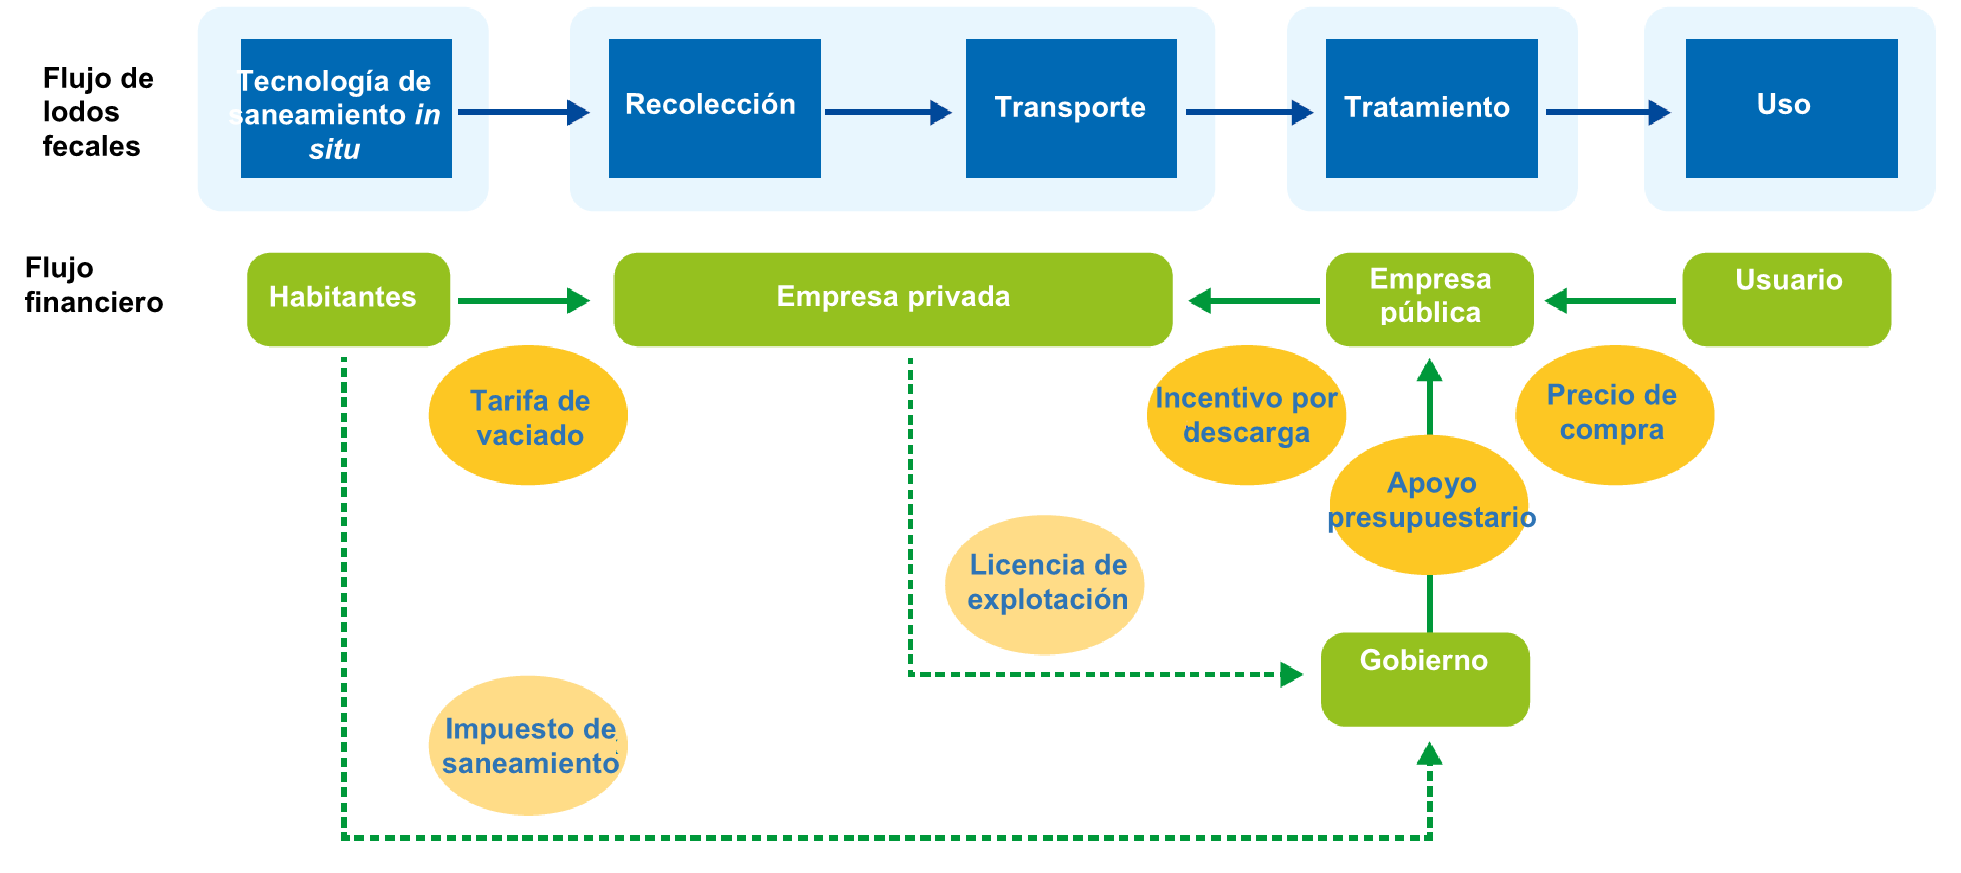 Flujo de
lodos
fecales
Tecnología de
saneamiento in
situ
Recolección
Transporte
Tratamiento
Uso
Flujo
financiero
Habitantes
Empresa privada
Empresa
pública
Usuario
Tarifa de
vaciado
Incentivo por
descarga
Precio de
compra
Apoyo
presupuestario
Licencia de
explotación
Gobierno
Impuesto de
saneamiento